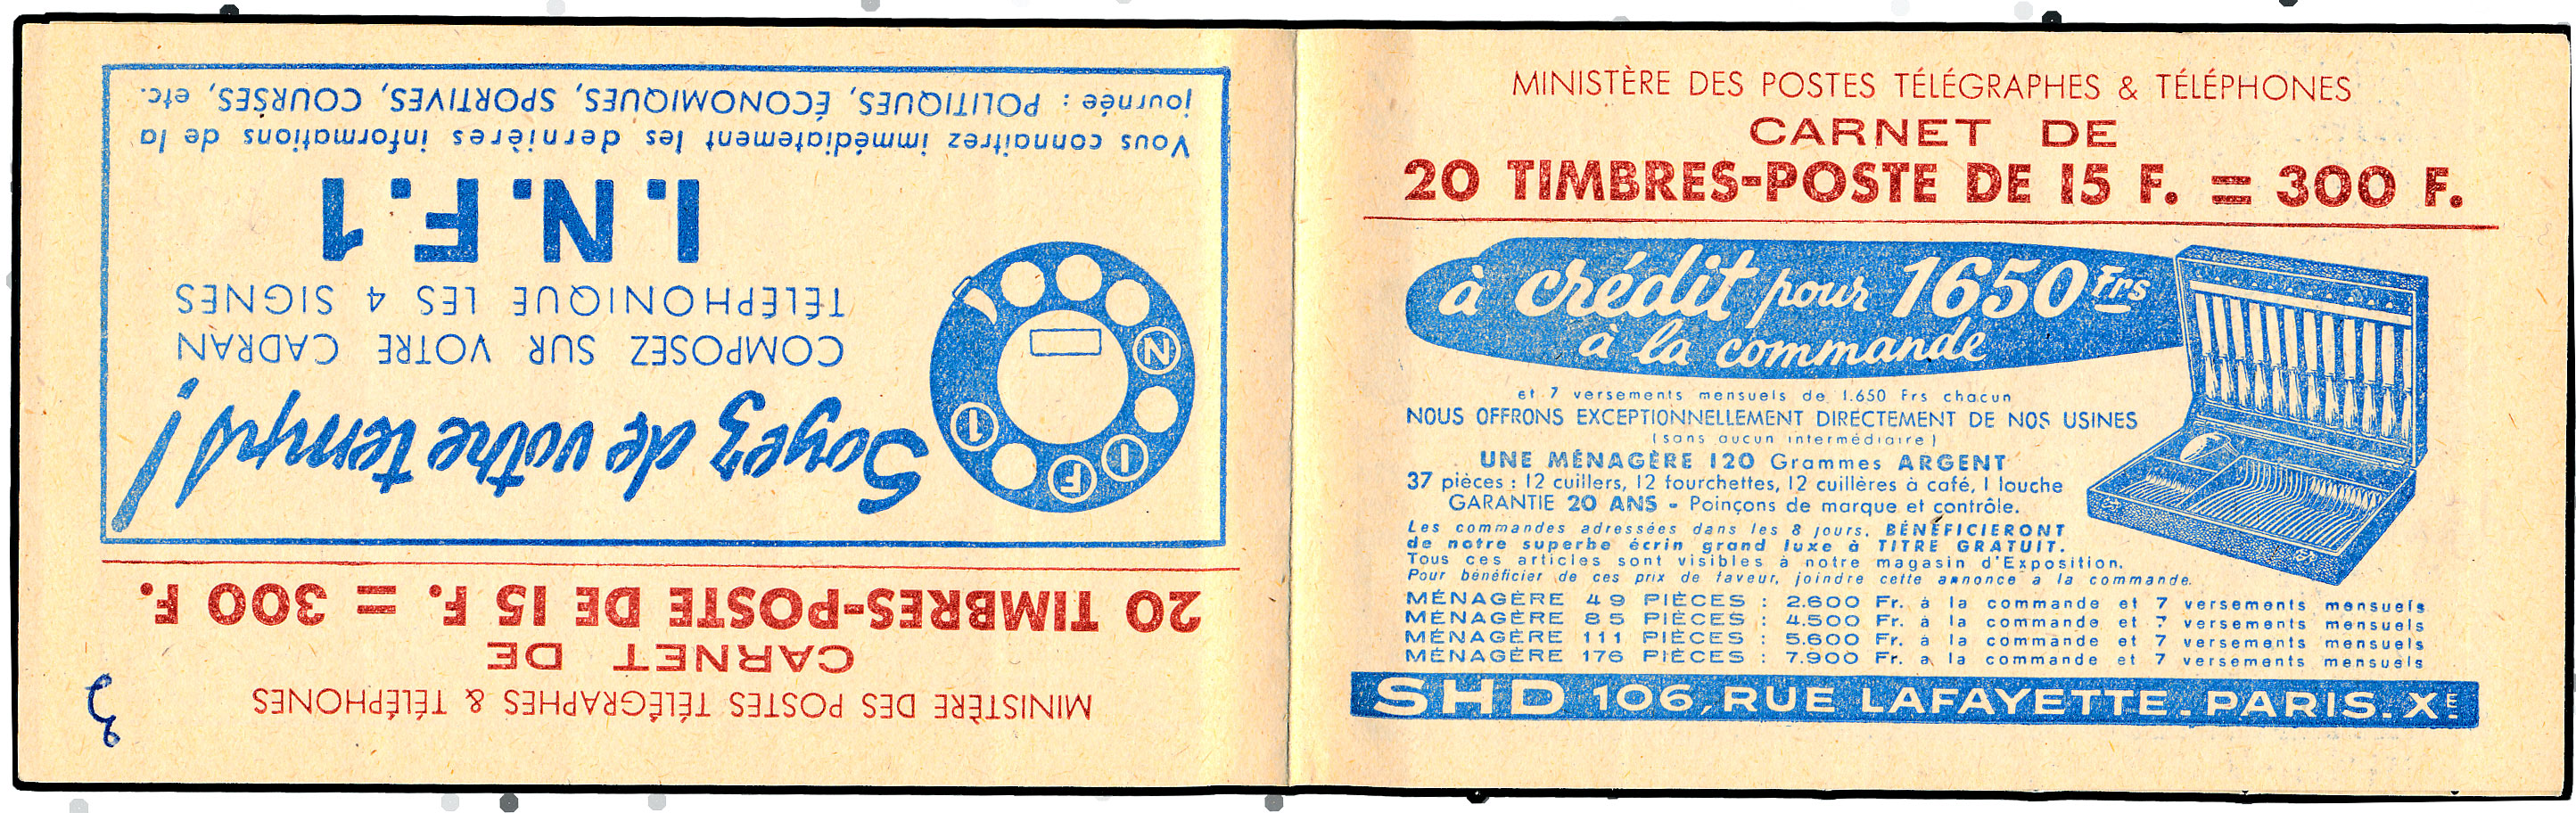 MINISTÈRE DES POSTES TÉLÉGRAPHES & TÉLÉPHONES
CARNET DE
20 TIMBRES-POSTE DE 15 F. = 300 F.
Soyez de votre temps !
COMPOSEZ SUR VOTRE CADRAN
TÉLÉPHONIQUE LES 4 SIGNES
I. N. F. 1
Vous connaitrez immédiatement les dernières informations de la
journée : POLITIQUES, ÉCONOMIQUES, SPORTIVES, COURSES, etc.
1
F
I
N
MINISTÈRE DES POSTES TÉLÉGRAPHES & TÉLÉPHONES
CARNET DE
20 TIMBRES-POSTE DE 15 F. = 300 F.
à crédit pour 1650 Frs
à la commande
et 7 versements mensuels de 1.650 Frs chacun
NOUS OFFRONS EXCEPTIONNELLEMENT DIRECTEMENT DE NOS USINES
(sans aucun intermédiaire)
UNE MÉNAGÈRE 120 Grammes ARGENT
37 pièces : 12 cuillers, 12 fourchettes, 12 cuillères à café, 1 louche
GARANTIE 20 ANS - Poinçons de marque et contrôle.
Les commandes adressées dans les 8 jours, BÉNÉFICIERONT
de notre superbe écrin grand luxe à TITRE GRATUIT.
Tous ces articles sont visibles à notre magasin d'Exposition.
Pour bénéficier de ces prix de faveur, joindre cette annonce a la commande.
MÉNAGÈRE 49 PIÈCES : 2.600 Fr. à la commande et 7 versements mensuels
MÉNAGÈRE 85 PIÈCES : 4.500 Fr. à la commande et 7 versements mensuels
MÉNAGÈRE 111 PIÈCES : 5.600 Fr. à la commande et 7 versements mensuels
MÉNAGÈRE 176 PIÈCES : 7.900 Fr. a la commande et 7 versements mensuels
SHD 106, RUE LAFAYETTE. PARIS. XE